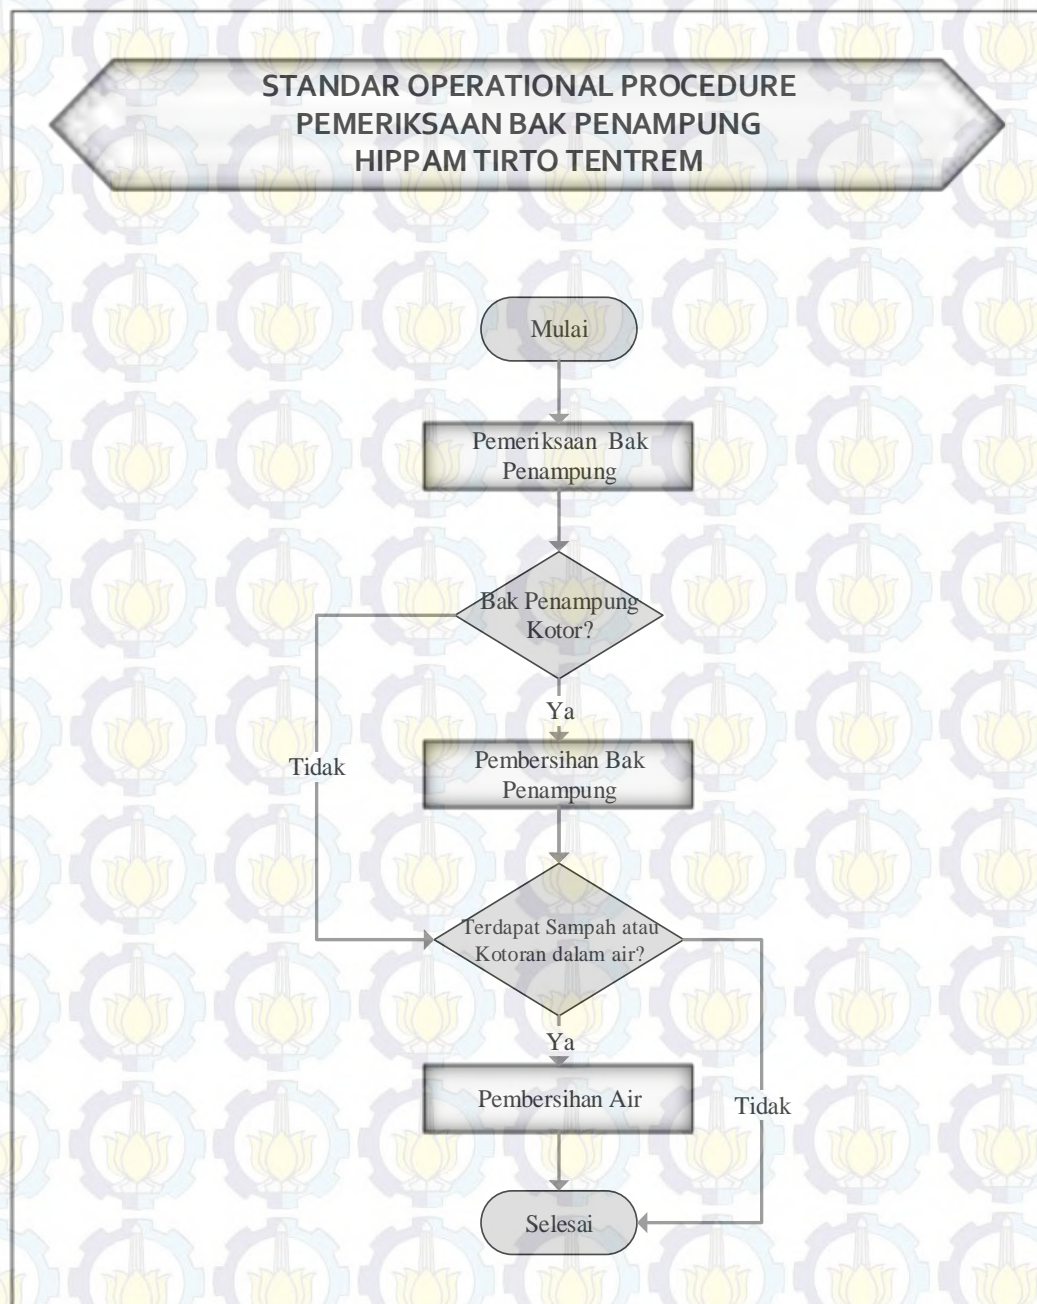 STANDAR OPERATIONAL PROCEDURE
PEMERIKSAAN BAK PENAMPUNG
HIPPAM TIRTO TENTREM
Mulai
Pemeriksaan Bak
Penampung
Bak Penampung
Kotor?
Ya
Tidak
Pembersihan Bak
Penampung
Terdapat Sampah atau
Kotoran dalam air?
Ya
Pembersihan Air
Tidak
Selesai